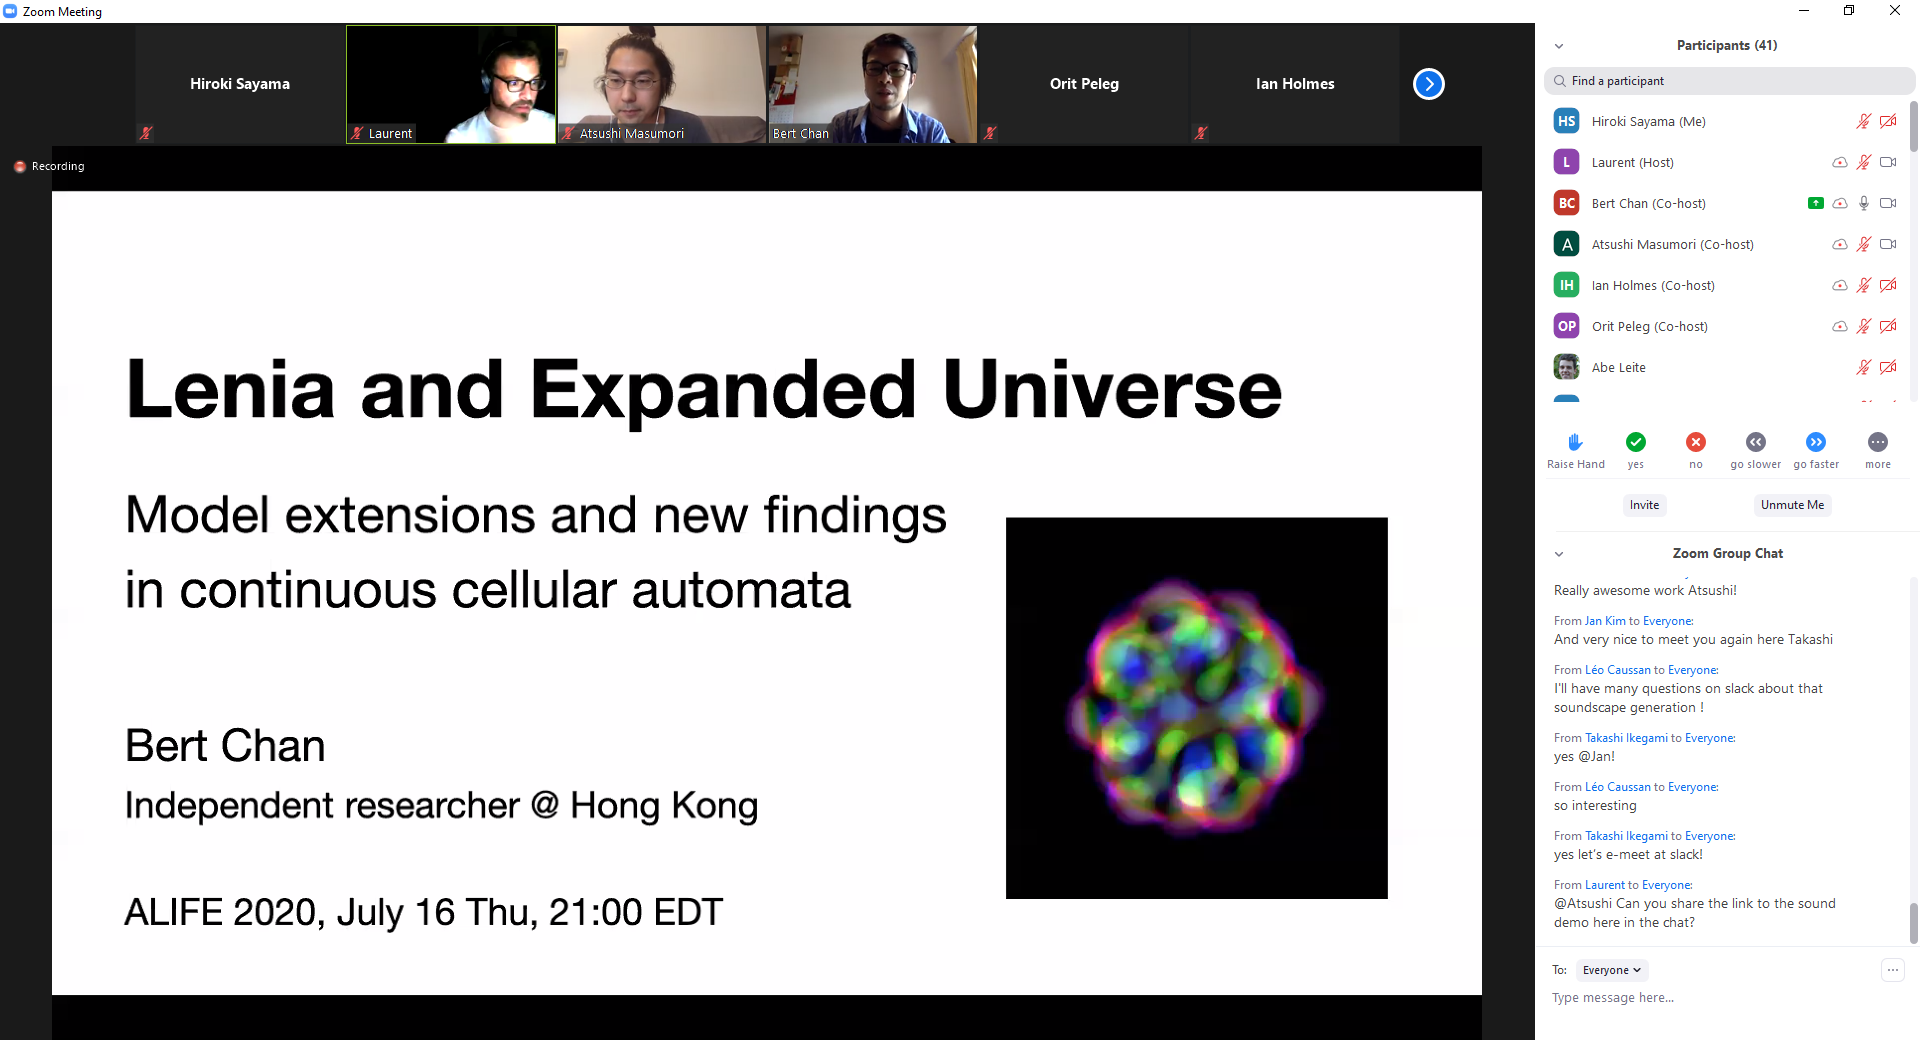 Zoom Meeting
Hiroki Sayama
Laurent
Atsushi Masumori
Bert Chan
Orit Peleg
Ian Holmes
Recording
Lenia and Expanded Universe
Model extensions and new findings
in continuous cellular automata
Bert Chan
Independent researcher @ Hong Kong
ALIFE 2020, July 16 Thu, 21:00 EDT
Participants (41)
Find a participant
HS Hiroki Sayama (Me)
L Laurent (Host)
BC Bert Chan (Co-host)
A Atsushi Masumori (Co-host)
IH Ian Holmes (Co-host)
OP Orit Peleg (Co-host)
Abe Leite
Raise Hand yes no go slower go faster more
Invite Unmute Me
Zoom Group Chat
Really awesome work Atsushi!
From Jan Kim to Everyone:
And very nice to meet you again here Takashi
From Léo Caussan to Everyone:
I'll have many questions on slack about that
soundscape generation !
From Takashi Ikegami to Everyone:
yes @Jan!
From Léo Caussan to Everyone:
so interesting
From Takashi Ikegami to Everyone:
yes let's e-meet at slack!
From Laurent to Everyone:
@Atsushi Can you share the link to the sound
demo here in the chat?
To: Everyone
Type message here...